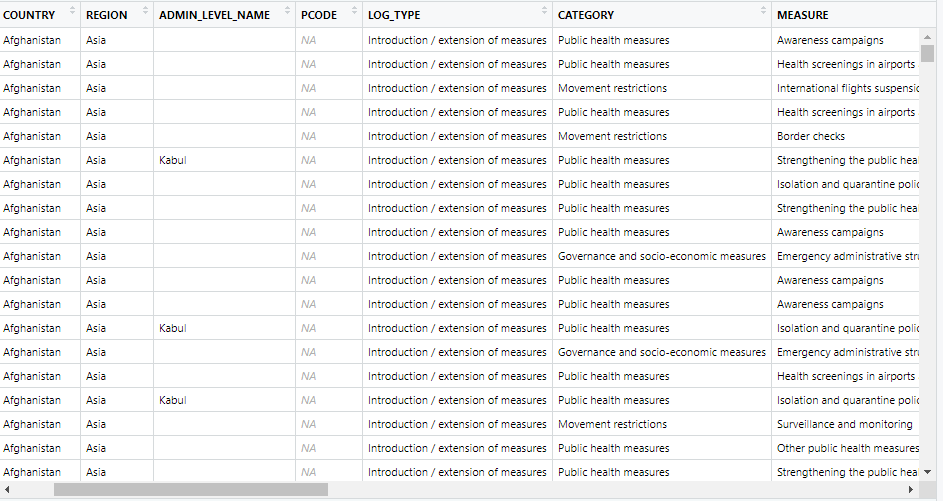 COUNTRY REGION ADMIN_LEVEL_NAME PCODE LOG_TYPE CATEGORY MEASURE
Afghanistan Asia NA Introduction / extension of measures Public health measures Awareness campaigns
Afghanistan Asia NA Introduction / extension of measures Public health measures Health screenings in airports
Afghanistan Asia NA Introduction / extension of measures Movement restrictions International flights suspensic
Afghanistan Asia NA Introduction / extension of measures Public health measures Health screenings in airports
Afghanistan Asia NA Introduction / extension of measures Movement restrictions Border checks
Afghanistan Asia Kabul NA Introduction / extension of measures Public health measures Strengthening the public hea
Afghanistan Asia NA Introduction / extension of measures Public health measures Isolation and quarantine polic
Afghanistan Asia NA Introduction / extension of measures Public health measures Strengthening the public hea
Afghanistan Asia NA Introduction / extension of measures Public health measures Awareness campaigns
Afghanistan Asia NA Introduction / extension of measures Governance and socio-economic measures Emergency administrative stru
Afghanistan Asia NA Introduction / extension of measures Public health measures Awareness campaigns
Afghanistan Asia NA Introduction / extension of measures Public health measures Awareness campaigns
Afghanistan Asia Kabul NA Introduction / extension of measures Public health measures Isolation and quarantine polic
Afghanistan Asia NA Introduction / extension of measures Governance and socio-economic measures Emergency administrative stru
Afghanistan Asia NA Introduction / extension of measures Public health measures Health screenings in airports
Afghanistan Asia Kabul NA Introduction / extension of measures Public health measures Isolation and quarantine polic
Afghanistan Asia NA Introduction / extension of measures Movement restrictions Surveillance and monitoring
Afghanistan Asia NA Introduction / extension of measures Public health measures Other public health measures
Afghanistan Asia NA Introduction / extension of measures Public health measures Strengthening the public hea